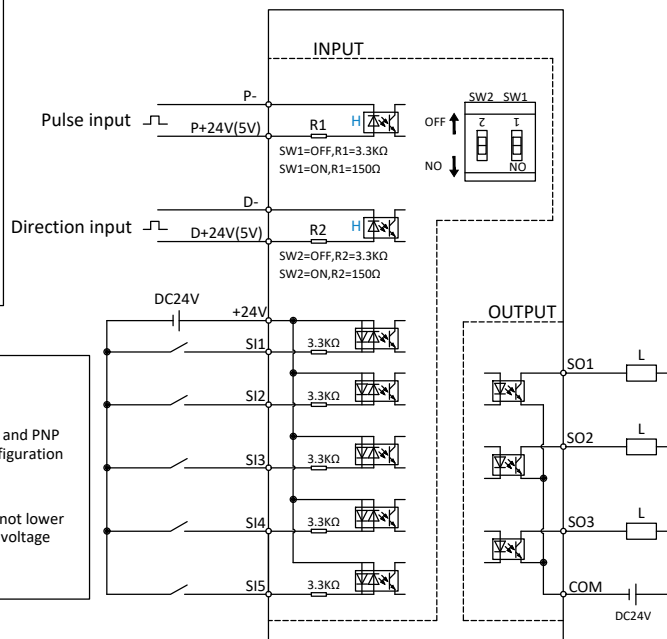 INPUT
P-
Pulse input
P+24V(5V)
R1
H
SW1=OFF,R1=3.3KΩ
SW1=ON,R1=150Ω
SW2 SW1
OFF
2 1
NO
NO
D-
Direction input
D+24V(5V)
R2
H
SW2=OFF,R2=3.3KΩ
SW2=ON,R2=150Ω
DC24V
+24V
SI1
3.3KΩ
SI2
3.3KΩ
SI3
3.3KΩ
SI4
3.3KΩ
SI5
3.3KΩ
OUTPUT
SO1
L
SO2
L
SO3
L
COM
DC24V
and PNP
figuration
not lower
voltage